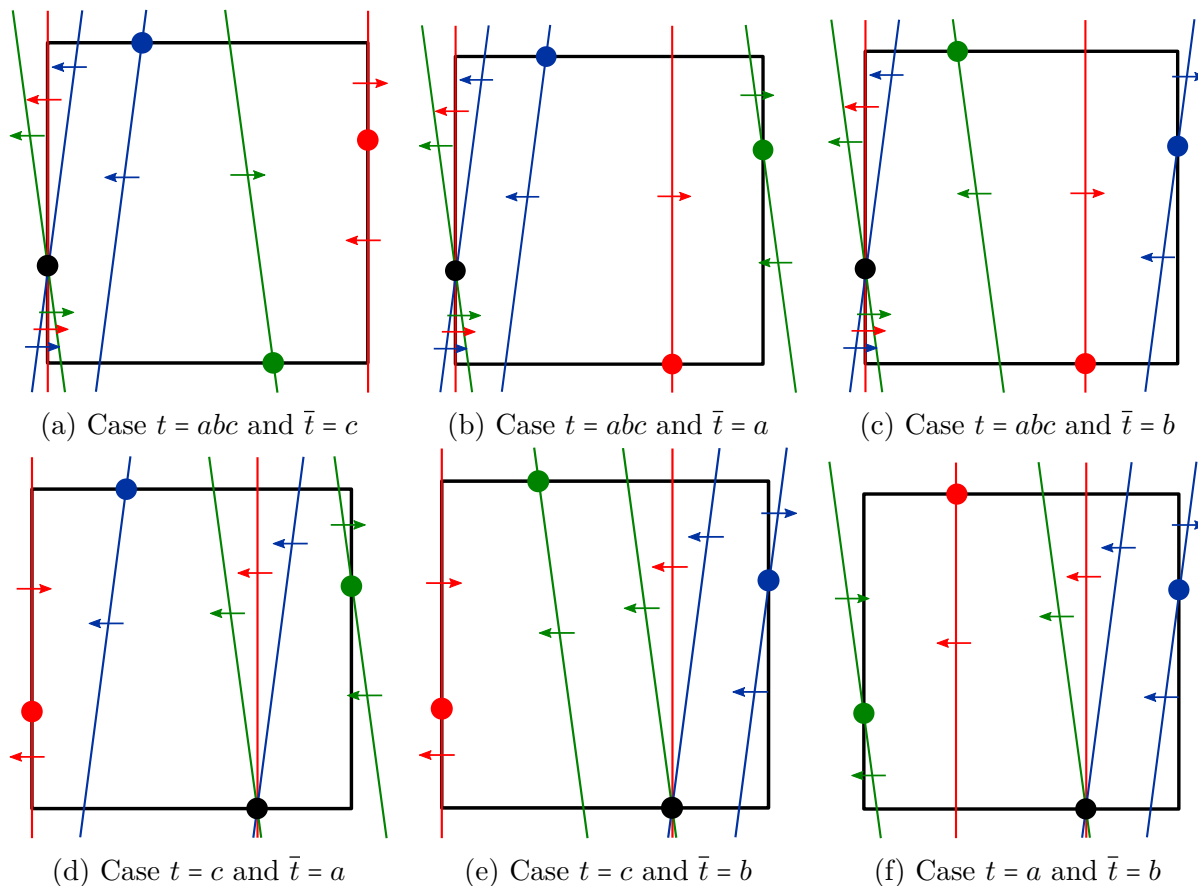 (a) Case t = abc and t̄ = c
(b) Case t = abc and t̄ = a
(c) Case t = abc and t̄ = b
(d) Case t = c and t̄ = a
(e) Case t = c and t̄ = b
(f) Case t = a and t̄ = b